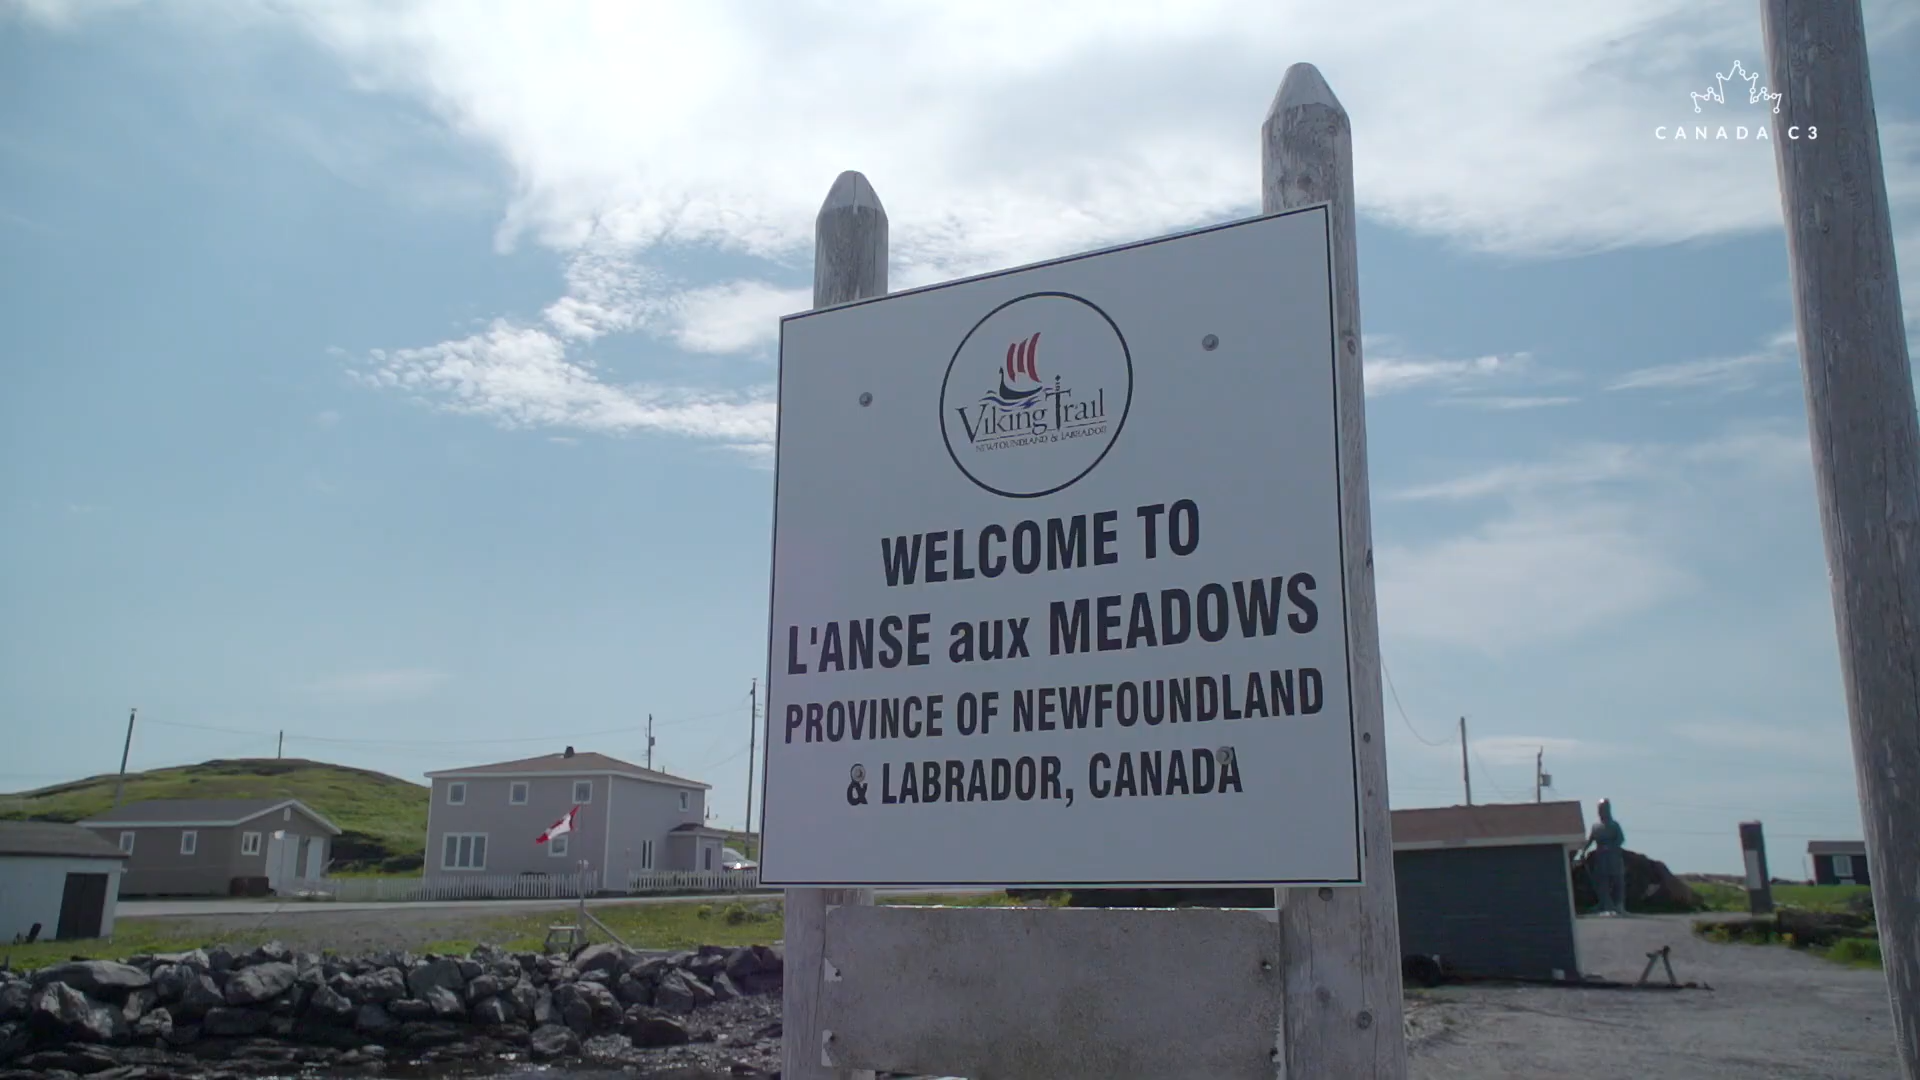 CANADA C3
Viking Trail
NEWFOUNDLAND & LABRADOR
WELCOME TO
L'ANSE aux MEADOWS
PROVINCE OF NEWFOUNDLAND
& LABRADOR, CANADA